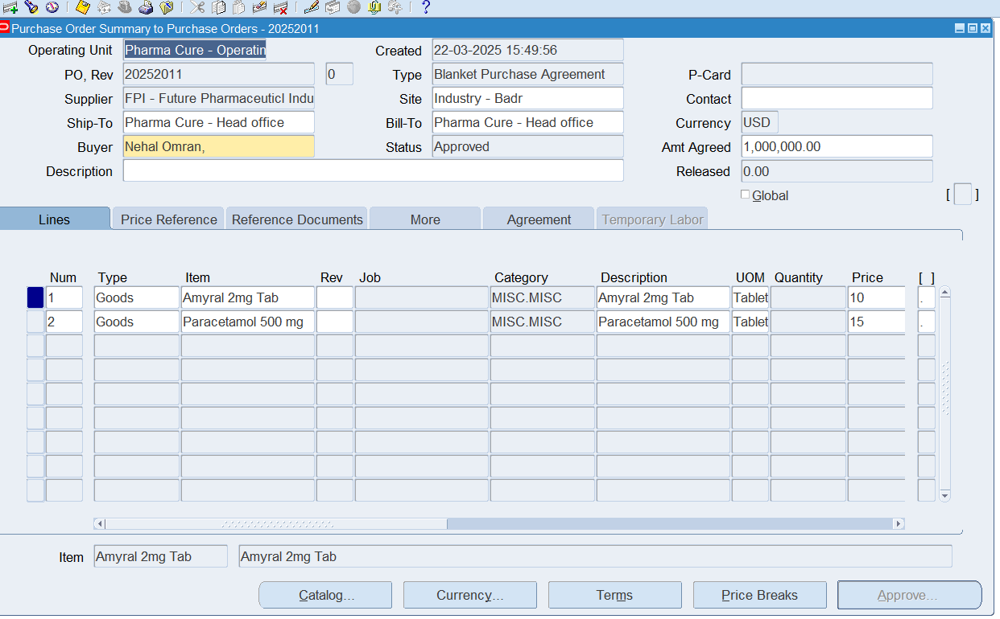 Purchase Order Summary to Purchase Orders - 20252011
Operating Unit Pharma Cure - Operatin Created 22-03-2025 15:49:56
PO, Rev 20252011 0 Type Blanket Purchase Agreement P-Card
Supplier FPI - Future Pharmaceuticl Indu Site Industry - Badr Contact
Ship-To Pharma Cure - Head office Bill-To Pharma Cure - Head office Currency USD
Buyer Nehal Omran, Status Approved Amt Agreed 1,000,000.00
Description Released 0.00
Global [ ]
Lines Price Reference Reference Documents More Agreement Temporary Labor
Num Type Item Rev Job Category Description UOM Quantity Price [ ]
1 Goods Amyral 2mg Tab MISC.MISC Amyral 2mg Tab Tablet 10 .
2 Goods Paracetamol 500 mg MISC.MISC Paracetamol 500 mg Tablet 15 .
Item Amyral 2mg Tab Amyral 2mg Tab
Catalog... Currency... Terms Price Breaks Approve...